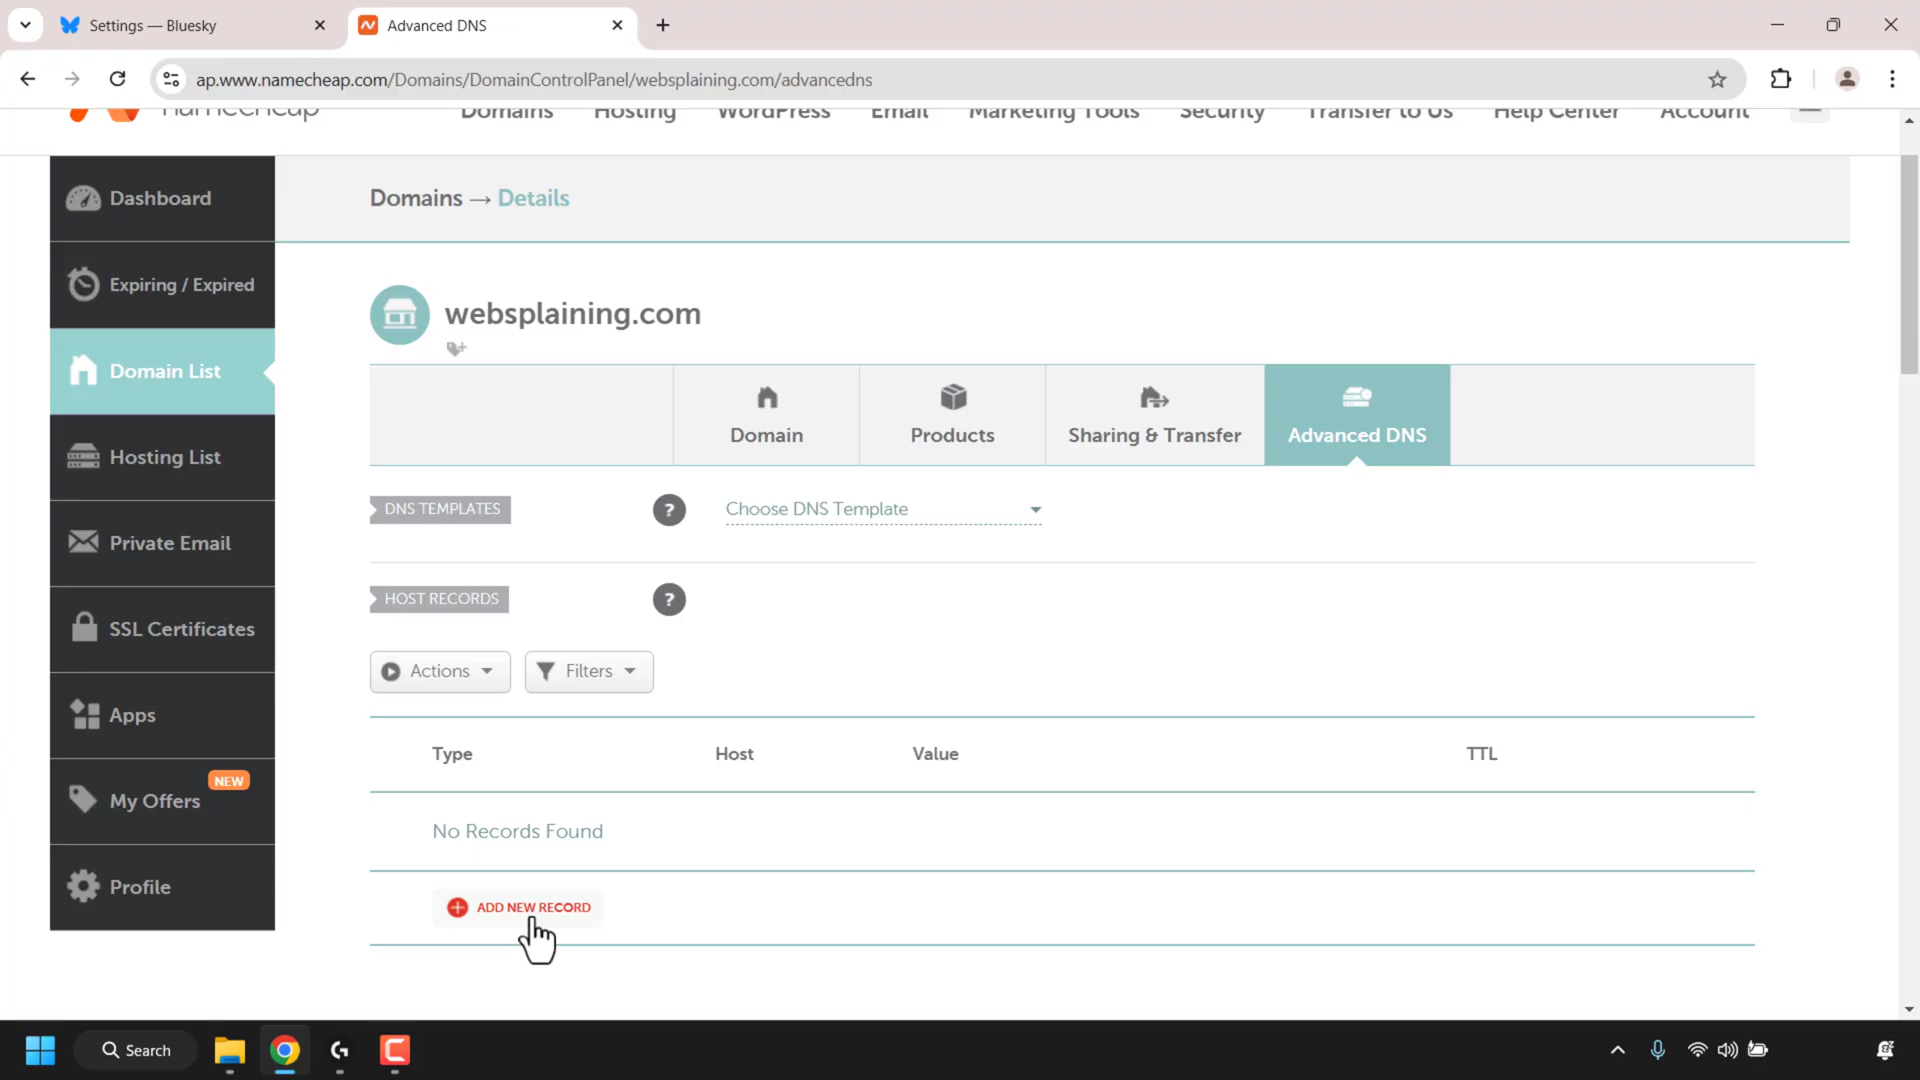 Settings — Bluesky
Advanced DNS
ap.www.namecheap.com/Domains/DomainControlPanel/websplaining.com/advancedns
namecheap
Domains Hosting WordPress Email Marketing Tools Security Transfer to Us Help Center Account
Dashboard
Expiring / Expired
Domain List
Hosting List
Private Email
SSL Certificates
Apps
NEW
My Offers
Profile
Domains → Details
websplaining.com
Domain
Products
Sharing & Transfer
Advanced DNS
DNS TEMPLATES
?
Choose DNS Template
HOST RECORDS
?
Actions
Filters
Type Host Value TTL
No Records Found
ADD NEW RECORD
Search